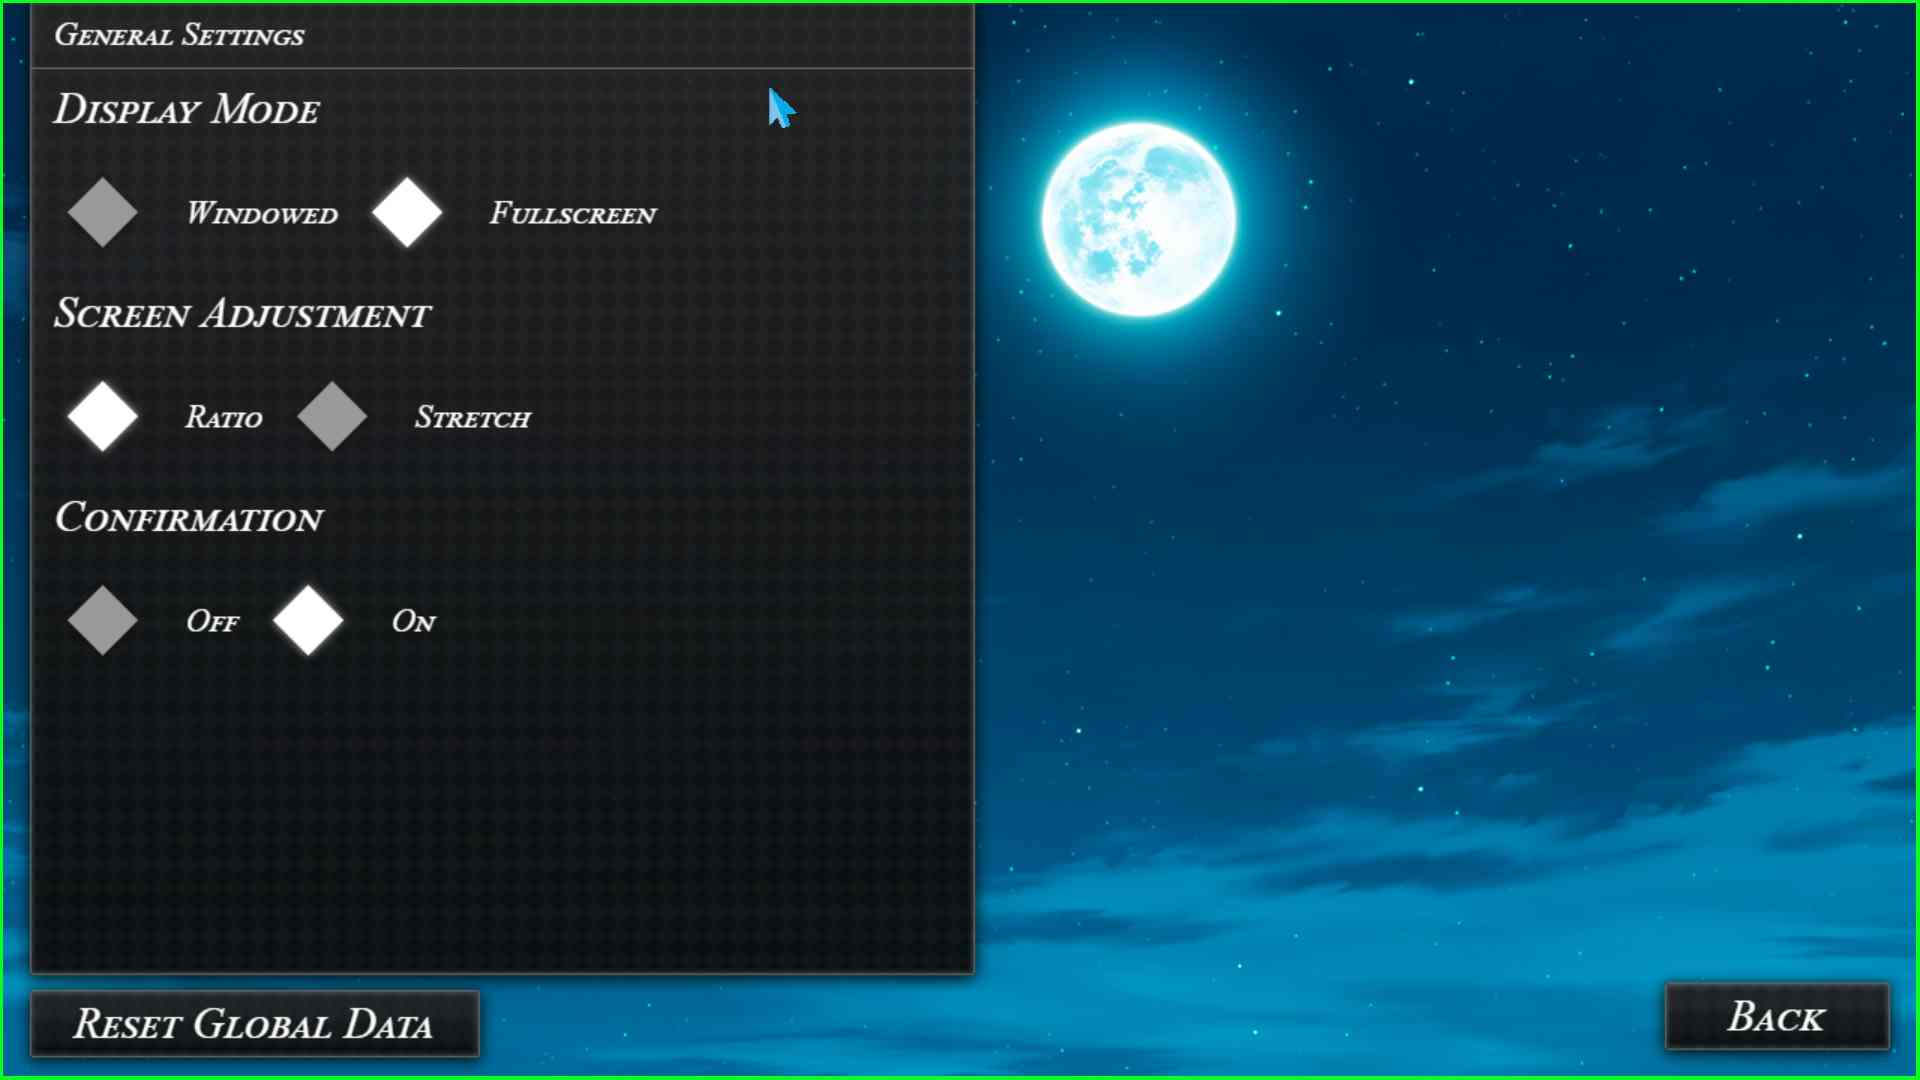 General Settings
Display Mode
Windowed Fullscreen
Screen Adjustment
Ratio Stretch
Confirmation
Off On
Reset Global Data
Back